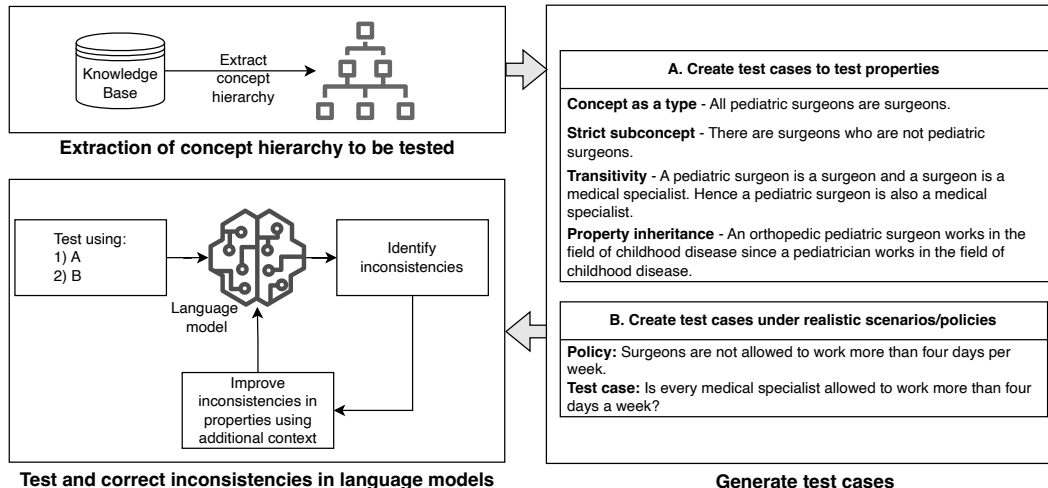 Knowledge
Base
Extract
concept
hierarchy
Extraction of concept hierarchy to be tested
A. Create test cases to test properties
Concept as a type - All pediatric surgeons are surgeons.
Strict subconcept - There are surgeons who are not pediatric
surgeons.
Transitivity - A pediatric surgeon is a surgeon and a surgeon is a
medical specialist. Hence a pediatric surgeon is also a medical
specialist.
Property inheritance - An orthopedic pediatric surgeon works in the
field of childhood disease since a pediatrician works in the field of
childhood disease.
B. Create test cases under realistic scenarios/policies
Policy: Surgeons are not allowed to work more than four days per
week.
Test case: Is every medical specialist allowed to work more than four
days a week?
Generate test cases
Test using:
1) A
2) B
Language
model
Identify
inconsistencies
Improve
inconsistencies in
properties using
additional context
Test and correct inconsistencies in language models